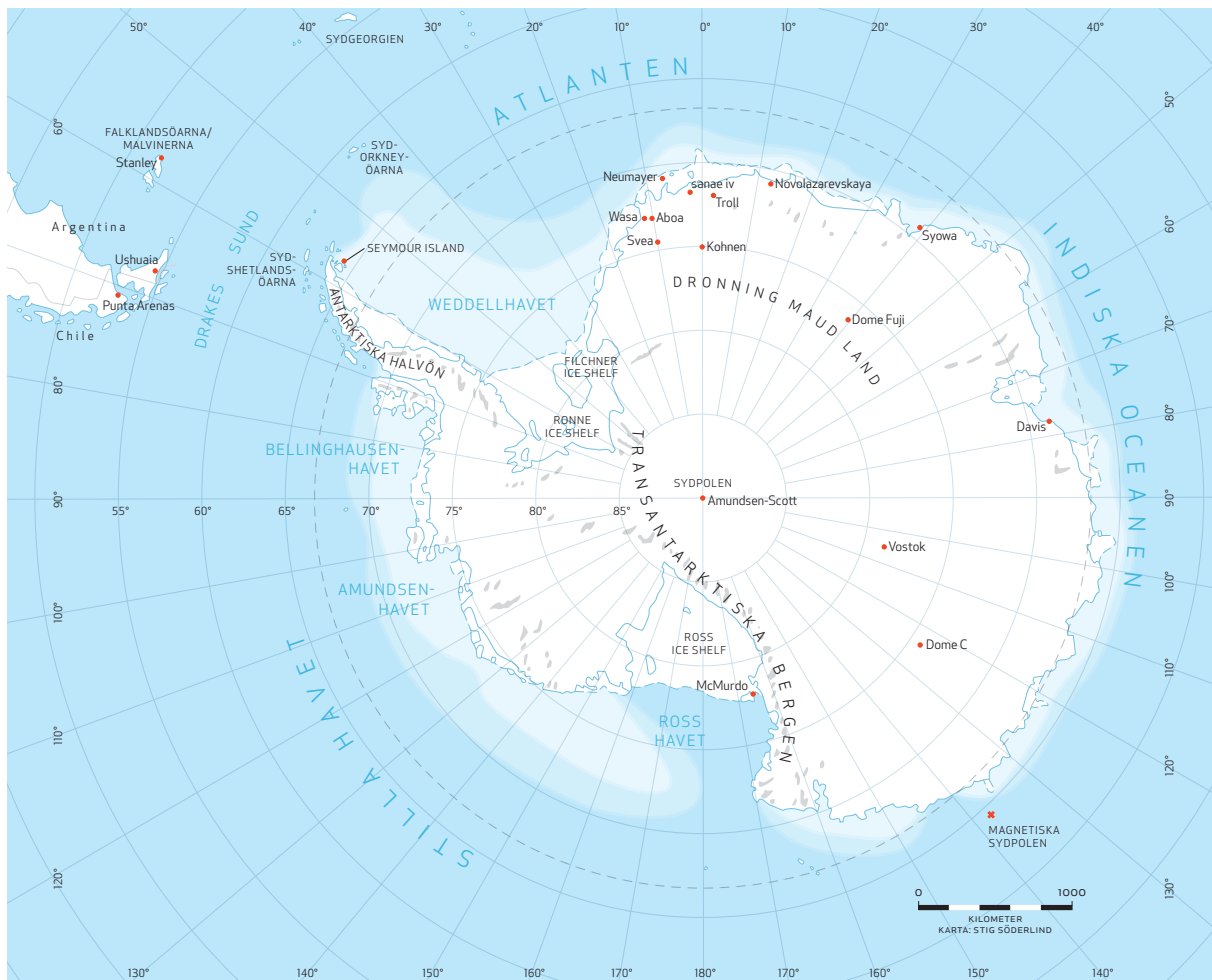 50°
40°
30°
20°
10°
0°
10°
20°
30°
40°
SYDGEORGIEN
ATLANTEN
50°
60°
FALKLANDSÖARNA/
MALVINERNA
Stanley
SYD-
ORKNEY-
ÖARNA
Neumayer
sanae iv
Troll
Novolazarevskaya
Wasa
Aboa
Svea
Kohnen
Syowa
60°
Argentina
Ushuaia
Punta Arenas
Chile
DRAKES SUND
SYD-
SHETLANDS-
ÖARNA
SEYMOUR ISLAND
WEDDELLHAVET
ANTARKTISKA HALVÖN
DRONNING MAUD LAND
Dome Fuji
INDISKA OCEANEN
70°
FILCHNER
ICE SHELF
80°
RONNE
ICE SHELF
Davis
80°
BELLINGHAUSEN-
HAVET
TRANSANTARKTISKA BERGEN
SYDPOLEN
Amundsen-Scott
90°
55°
60°
65°
70°
75°
80°
85°
90°
Vostok
AMUNDSEN-
HAVET
100°
100°
STILLA HAVET
ROSS
ICE SHELF
Dome C
McMurdo
110°
ROSS
HAVET
110°
120°
MAGNETISKA
SYDPOLEN
120°
130°
0
1000
KILOMETER
KARTA: STIG SÖDERLIND
130°
140°
150°
160°
170°
180°
170°
160°
150°
140°